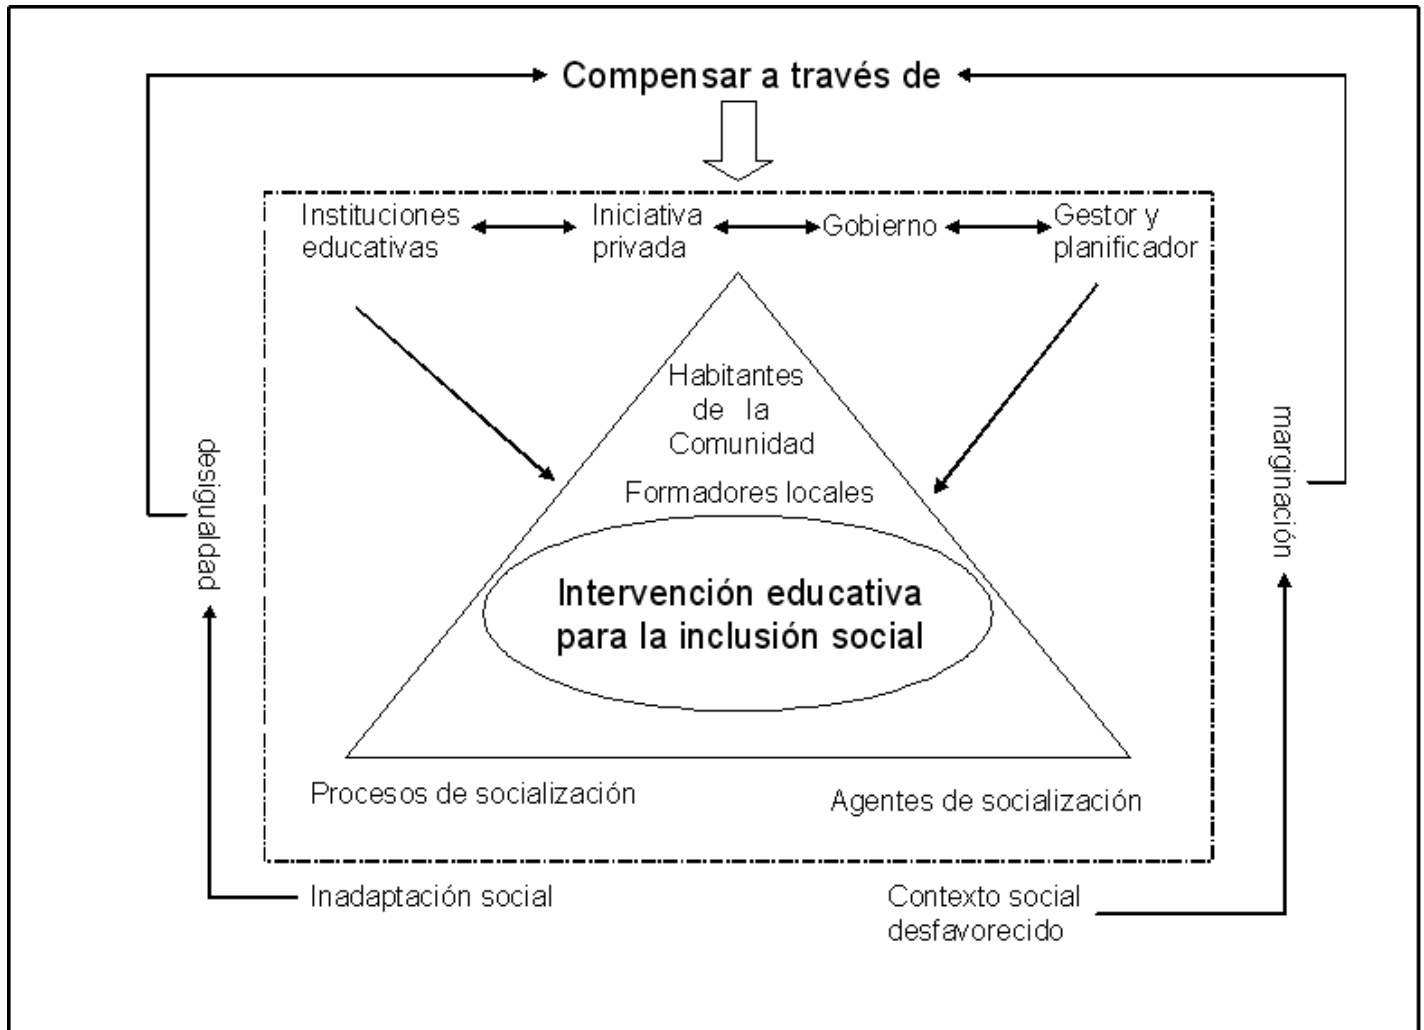 Compensar a través de
Instituciones
educativas
Iniciativa
privada
Gobierno
Gestor y
planificador
Habitantes
de la
Comunidad
Formadores locales
desigualdad
marginación
Intervención educativa
para la inclusión social
Procesos de socialización
Agentes de socialización
Inadaptación social
Contexto social
desfavorecido